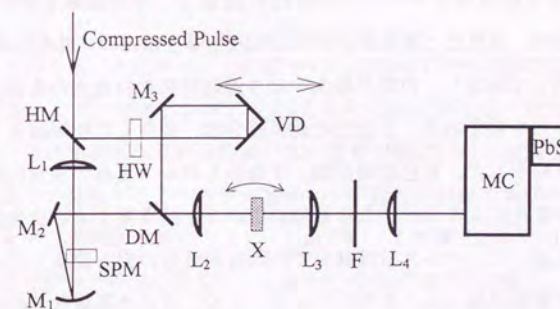 Compressed Pulse
M3
HM
VD
PbS
L1
HW
MC
M2
DM
L2
X
L3
F
L4
SPM
M1